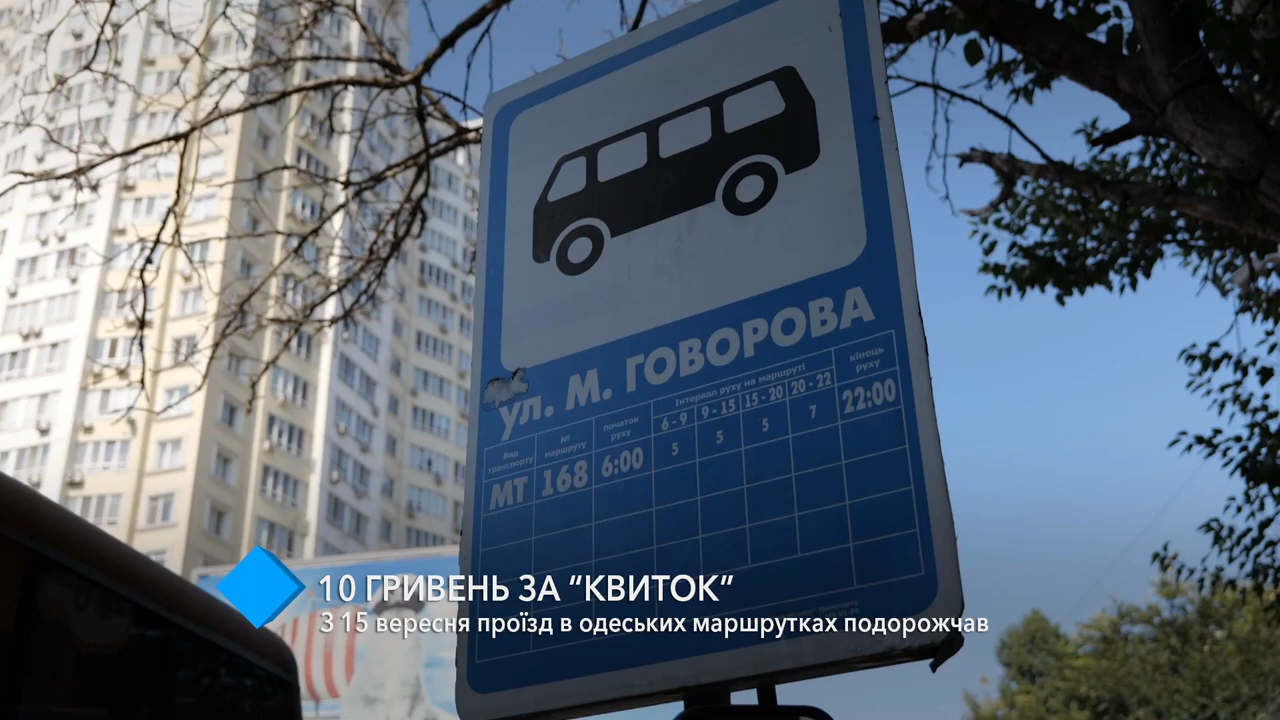 ул. М. ГОВОРОВА
Вид транспорту
№ маршруту
початок руху
Інтервал руху на маршруті
6 - 9 9 - 15 15 - 20 20 - 22
кінець руху
МТ 168 6:00 5 5 5 7 22:00
10 ГРИВЕНЬ ЗА “КВИТОК”
З 15 вересня проїзд в одеських маршрутках подорожчав